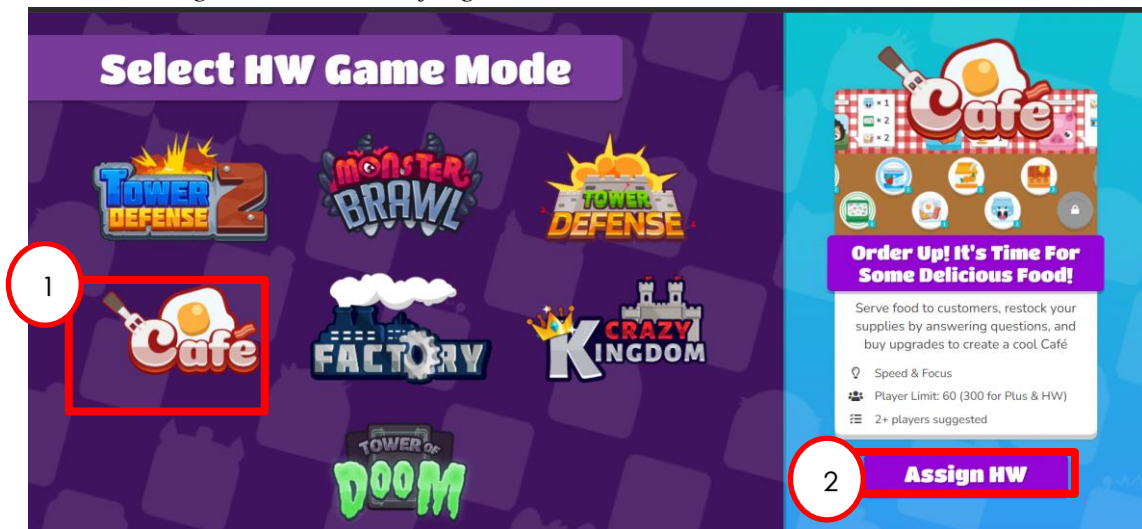 Select HW Game Mode
TOWER DEFENSE 2
MONSTER BRAWL
TOWER DEFENSE
1
Café
FACTORY
CRAZY KINGDOM
TOWER OF DOOM
Café
× 1
× 2
× 2
Order Up! It's Time For
Some Delicious Food!
Serve food to customers, restock your
supplies by answering questions, and
buy upgrades to create a cool Café
Speed & Focus
Player Limit: 60 (300 for Plus & HW)
2+ players suggested
2
Assign HW